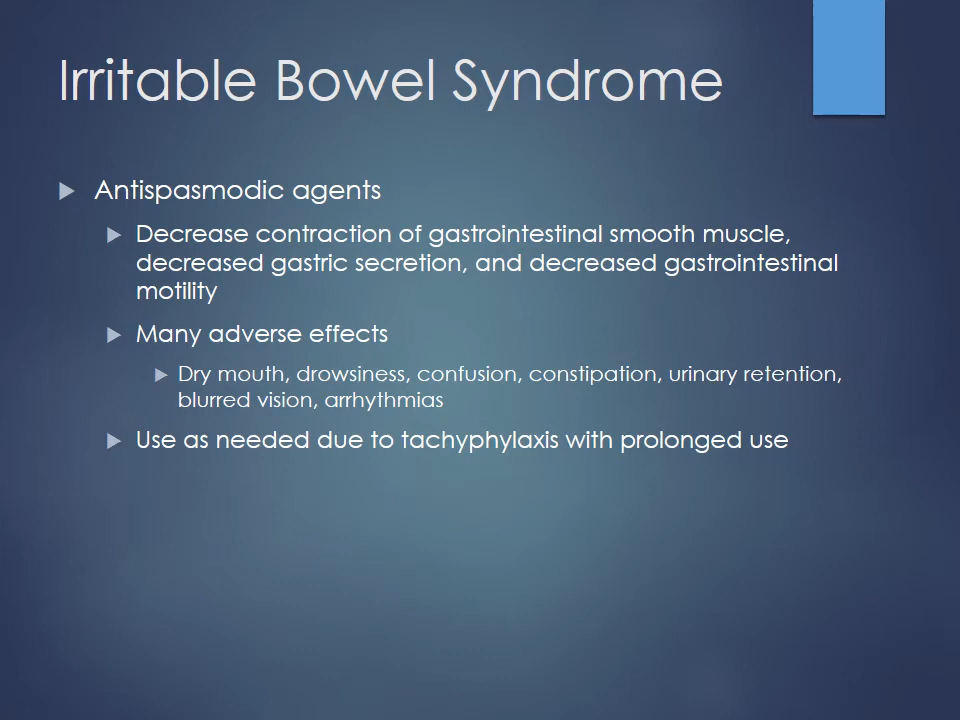 Irritable Bowel Syndrome
Antispasmodic agents
Decrease contraction of gastrointestinal smooth muscle,
decreased gastric secretion, and decreased gastrointestinal
motility
Many adverse effects
Dry mouth, drowsiness, confusion, constipation, urinary retention,
blurred vision, arrhythmias
Use as needed due to tachyphylaxis with prolonged use